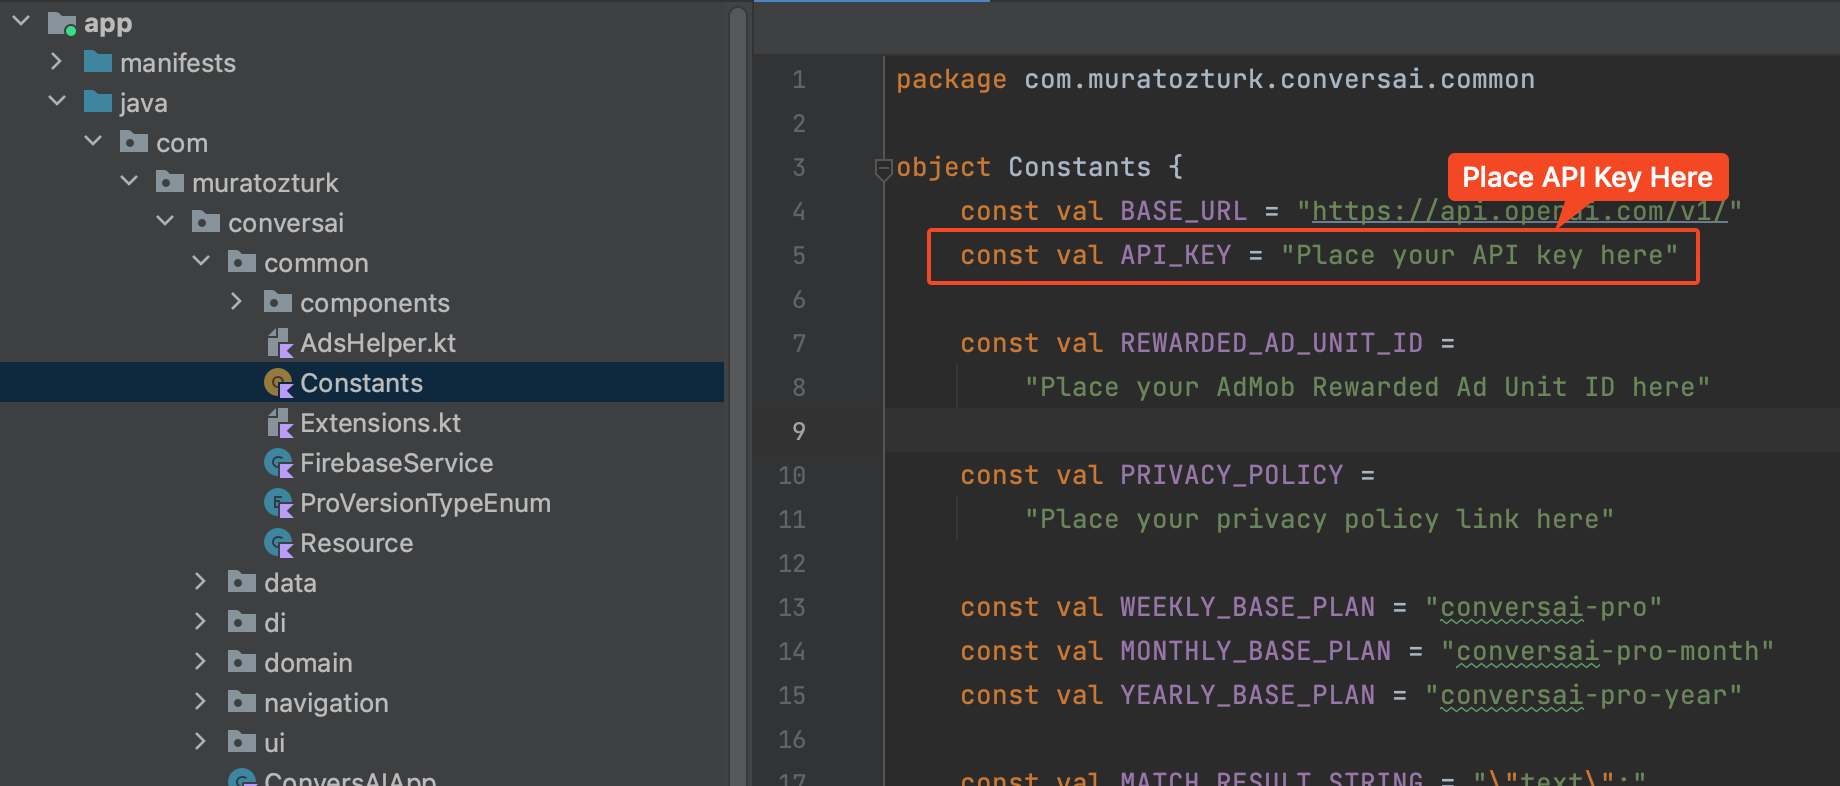 app
manifests
java
com
muratozturk
conversai
common
components
AdsHelper.kt
Constants
Extensions.kt
FirebaseService
ProVersionTypeEnum
Resource
data
di
domain
navigation
ui
ConversAIApp
1 package com.muratozturk.conversai.common
2
3 object Constants {
Place API Key Here
4 const val BASE_URL = "https://api.openai.com/v1/"
5 const val API_KEY = "Place your API key here"
6
7 const val REWARDED_AD_UNIT_ID =
8 "Place your AdMob Rewarded Ad Unit ID here"
9
10 const val PRIVACY_POLICY =
11 "Place your privacy policy link here"
12
13 const val WEEKLY_BASE_PLAN = "conversai-pro"
14 const val MONTHLY_BASE_PLAN = "conversai-pro-month"
15 const val YEARLY_BASE_PLAN = "conversai-pro-year"
16
17 const val MATCH_RESULT_STRING = "\"text\":"